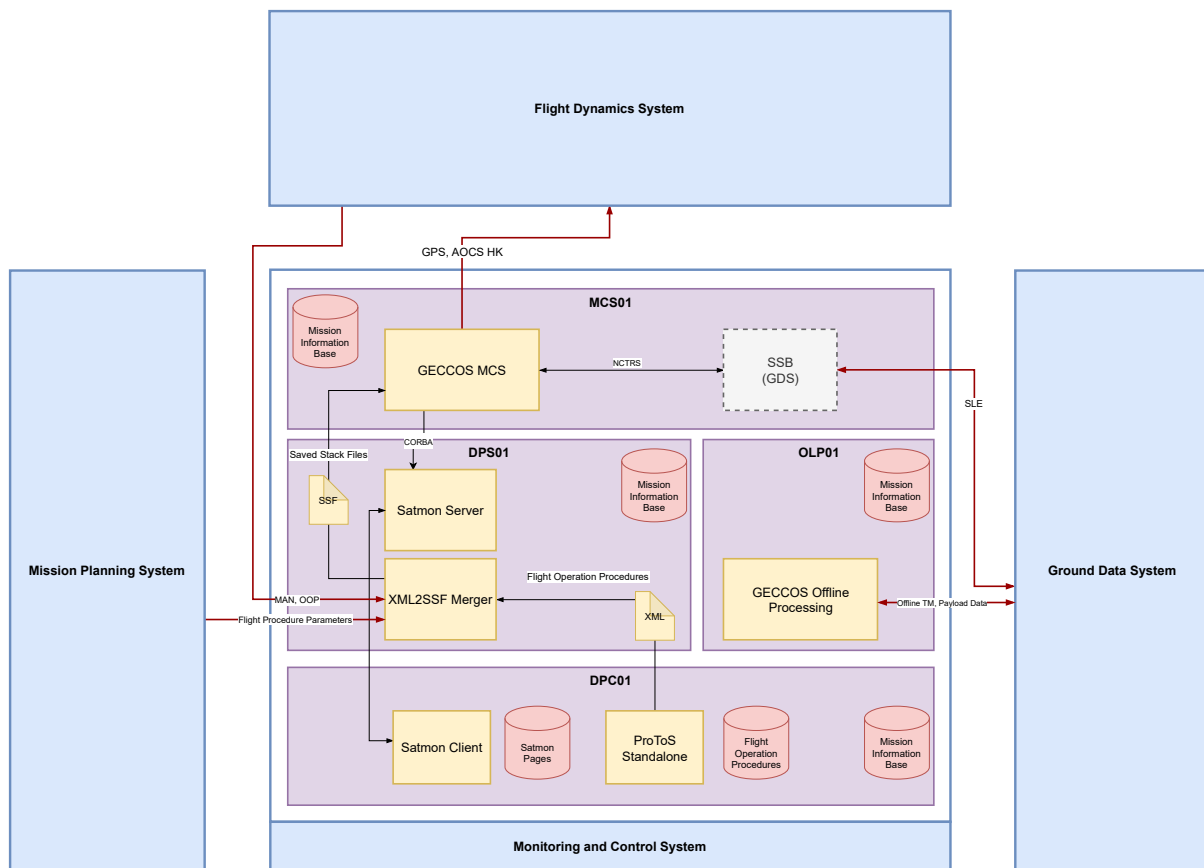 Flight Dynamics System
GPS, AOCS HK
MCS01
Mission
Information
Base
GECCOS MCS
NCTRS
SSB
(GDS)
SLE
CORBA
Saved Stack Files
DPS01
OLP01
SSF
Satmon Server
Mission
Information
Base
Mission
Information
Base
Mission Planning System
Ground Data System
Flight Operation Procedures
MAN, OOP
XML2SSF Merger
XML
GECCOS Offline
Processing
Offline TM, Payload Data
Flight Procedure Parameters
DPC01
Satmon Client
Satmon
Pages
ProToS
Standalone
Flight
Operation
Procedures
Mission
Information
Base
Monitoring and Control System